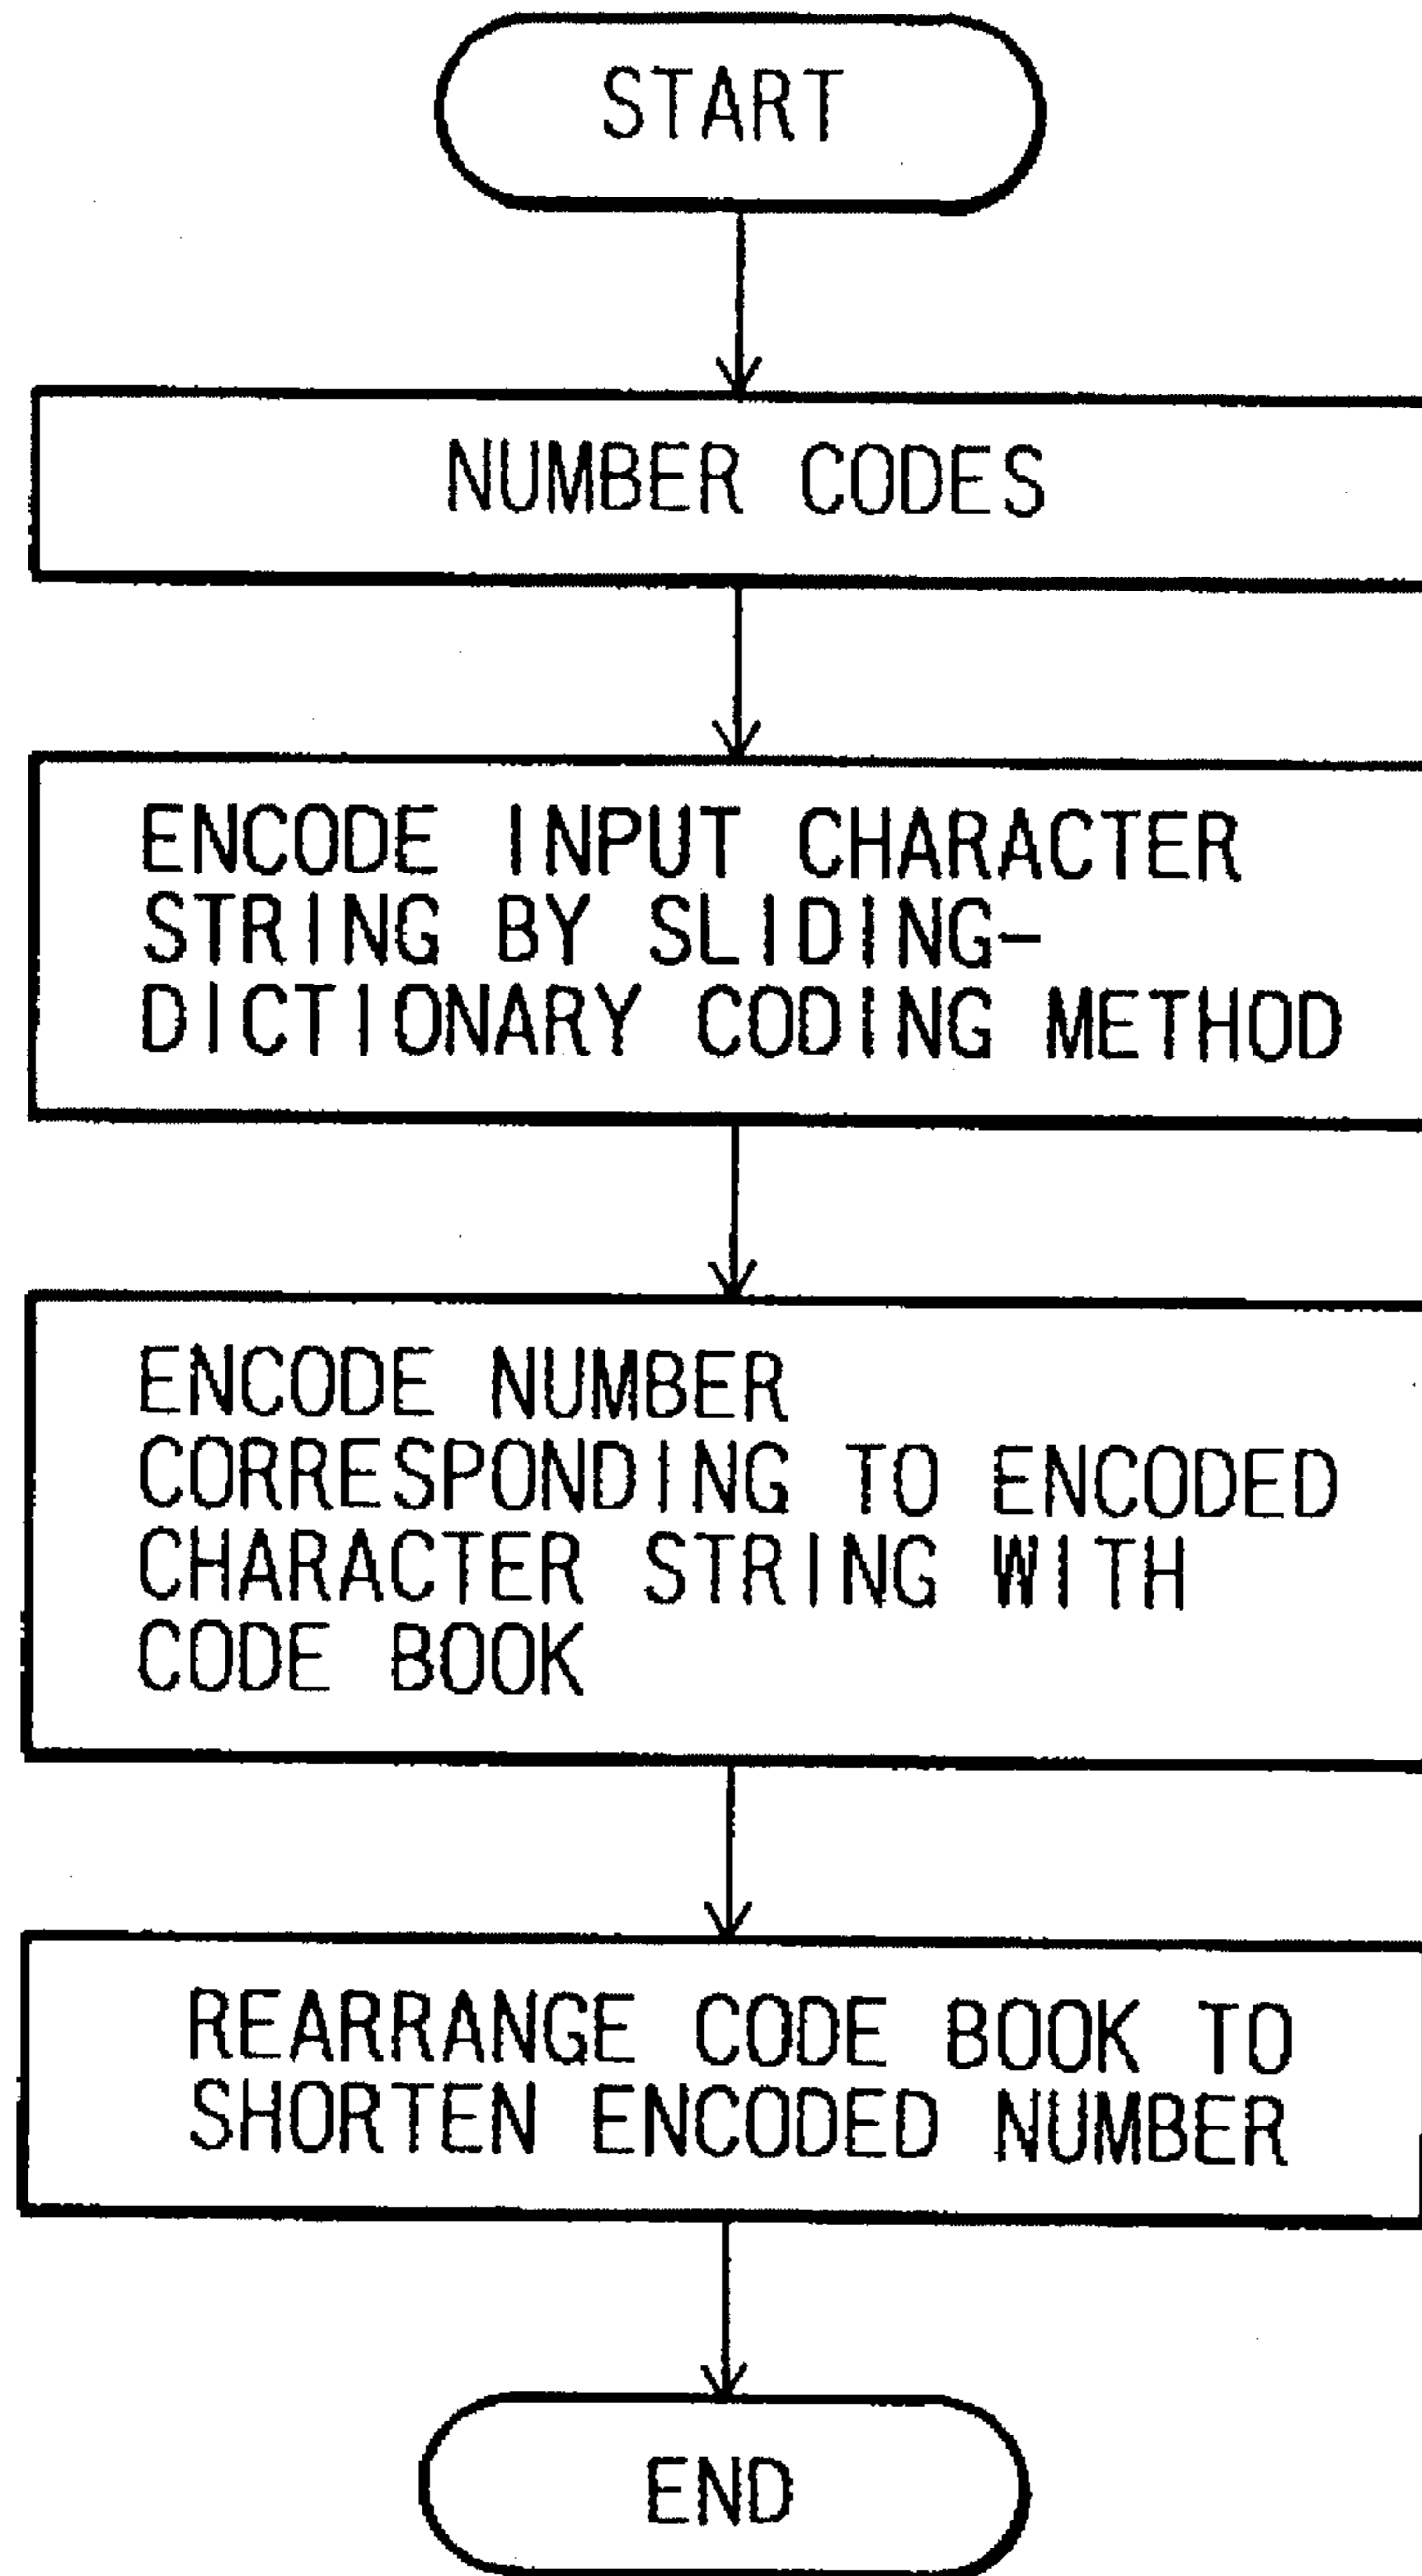 START
NUMBER CODES
ENCODE INPUT CHARACTER
STRING BY SLIDING-
DICTIONARY CODING METHOD
ENCODE NUMBER
CORRESPONDING TO ENCODED
CHARACTER STRING WITH
CODE BOOK
REARRANGE CODE BOOK TO
SHORTEN ENCODED NUMBER
END